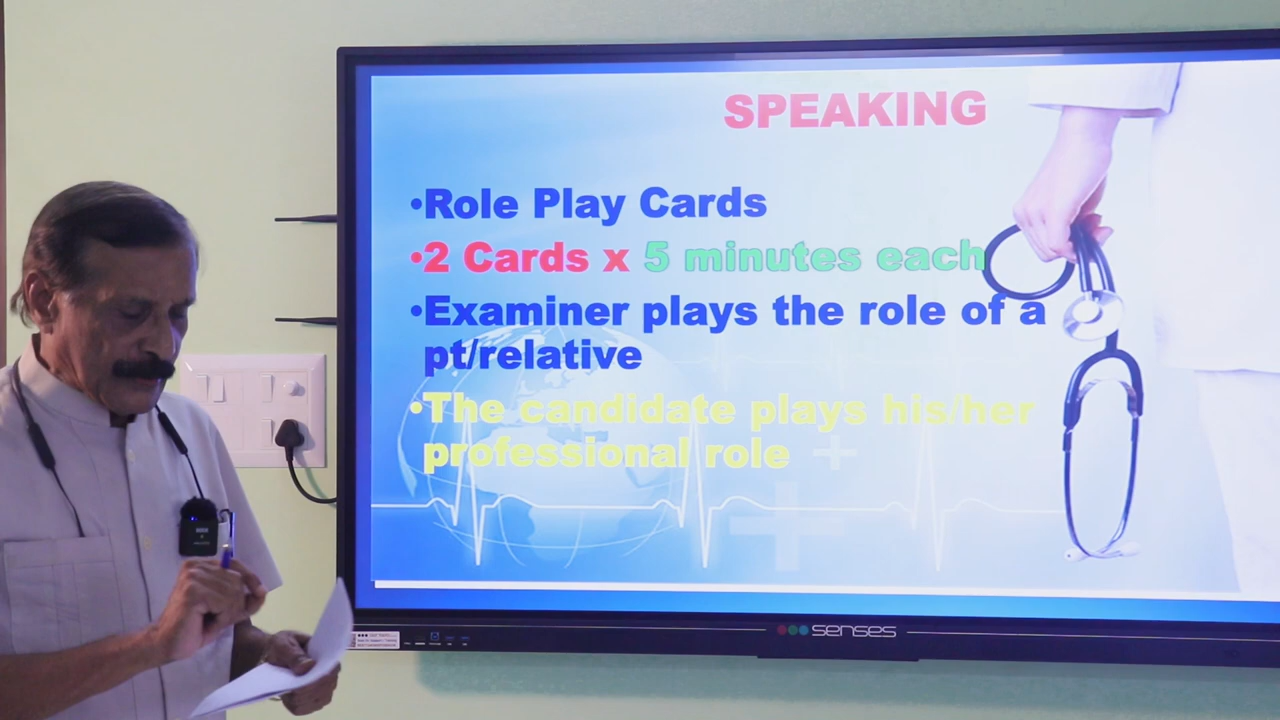 SPEAKING
•Role Play Cards
•2 Cards x 5 minutes each
•Examiner plays the role of a
pt/relative
•The candidate plays his/her
professional role
senses